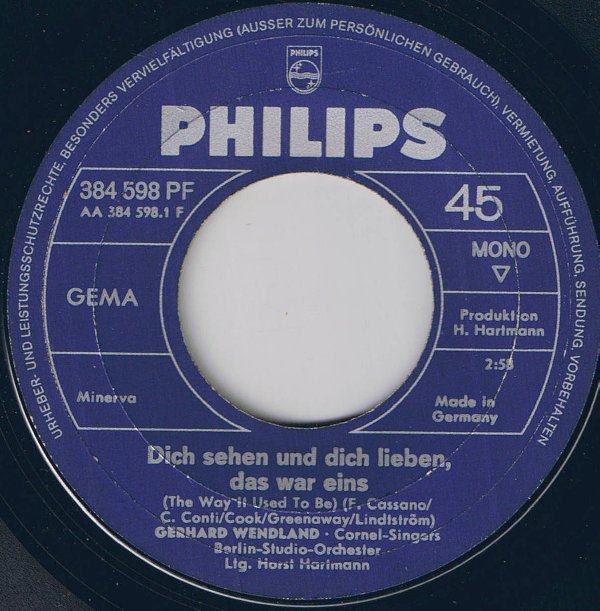 URHEBER- UND LEISTUNGSSCHUTZRECHTE, BESONDERS VERVIELFÄLTIGUNG (AUSSER ZUM PERSÖNLICHEN GEBRAUCH), VERMIETUNG, AUFFÜHRUNG, SENDUNG, VORBEHALTEN
PHILIPS
PHILIPS
384 598 PF
AA 384 598.1 F
45
MONO
GEMA
Produktion
H. Hartmann
2:58
Minerva
Made in
Germany
Dich sehen und dich lieben,
das war eins
(The Way it Used To Be) (F. Cassano/
C. Conti/Cook/Greenaway/Lindtström)
GERHARD WENDLAND · Cornel-Singers
Berlin-Studio-Orchester
Ltg. Horst Hartmann